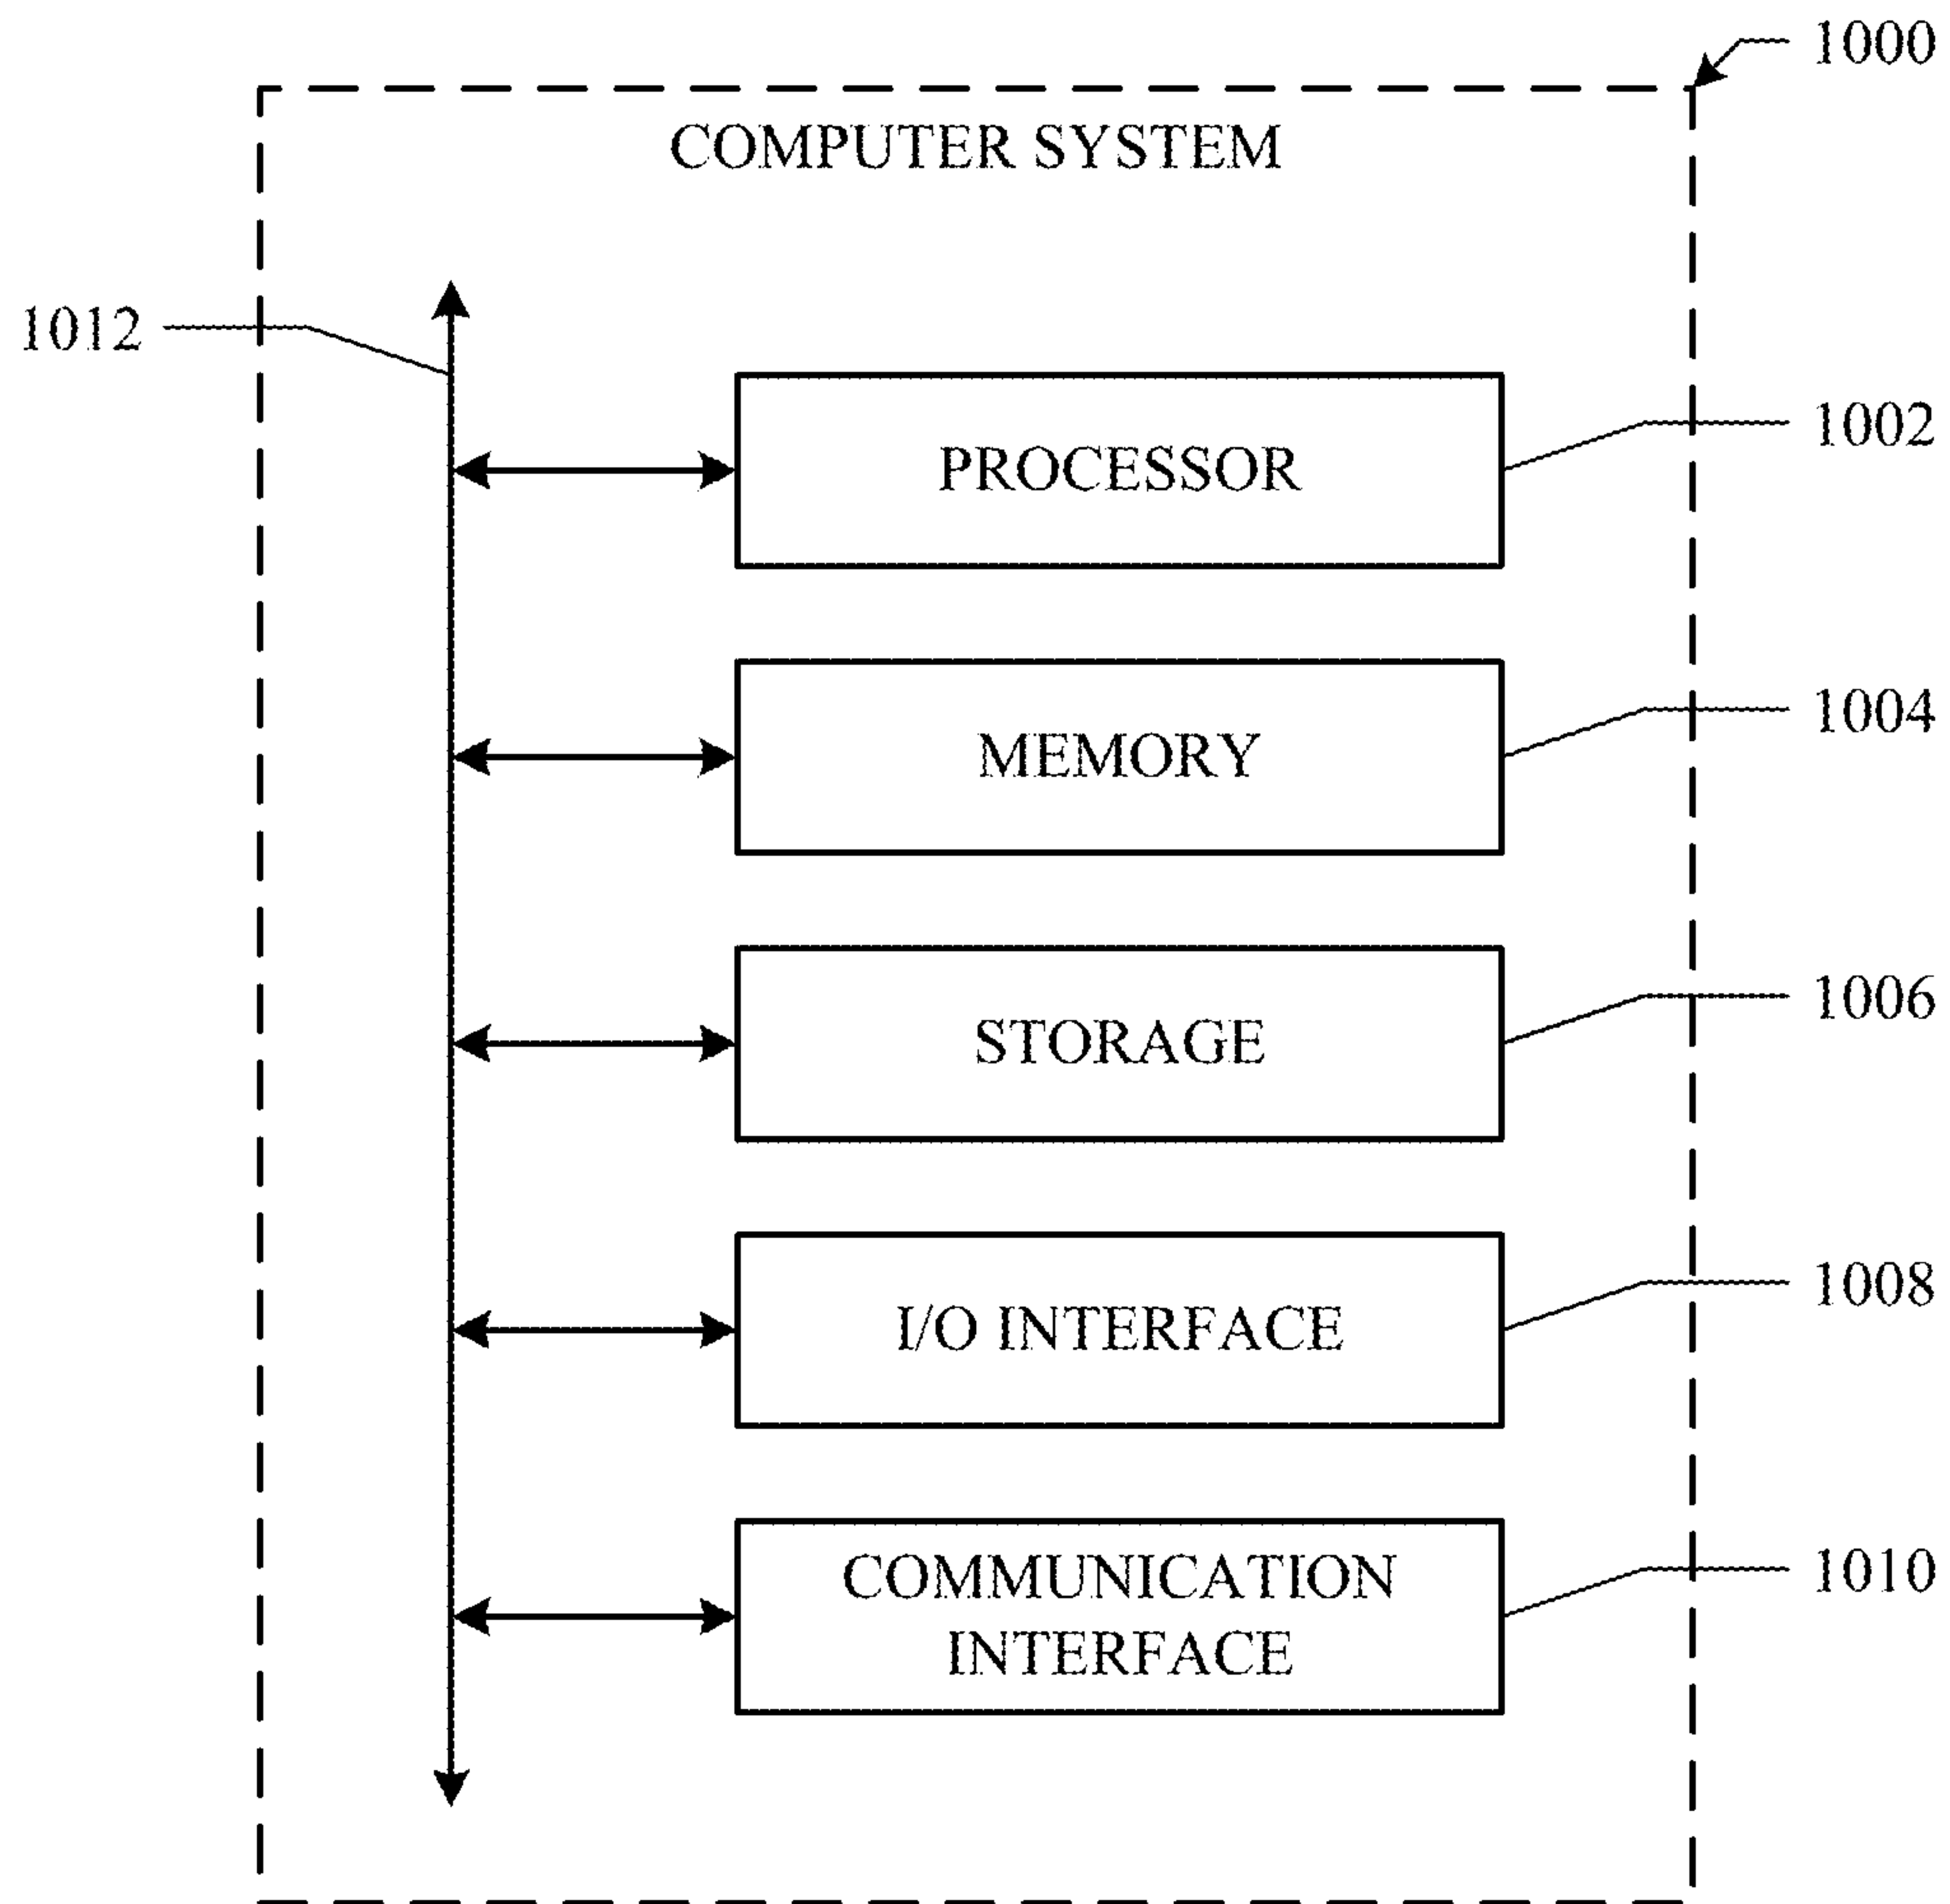 1000
COMPUTER SYSTEM
1012
PROCESSOR
1002
MEMORY
1004
STORAGE
1006
I/O INTERFACE
1008
COMMUNICATION
INTERFACE
1010